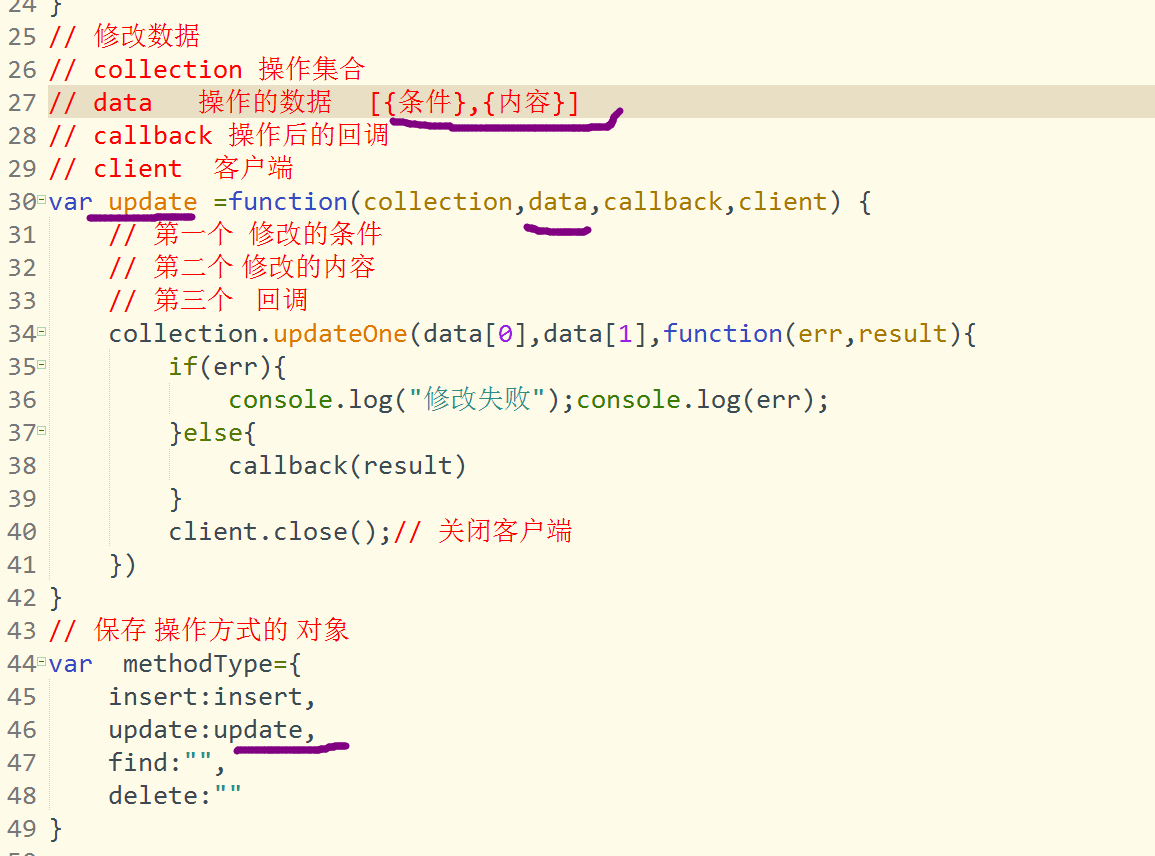 24 }
25 // 修改数据
26 // collection 操作集合
27 // data   操作的数据  [{条件},{内容}]
28 // callback 操作后的回调
29 // client  客户端
30 var update =function(collection,data,callback,client) {
31     // 第一个 修改的条件
32     // 第二个 修改的内容
33     // 第三个  回调
34     collection.updateOne(data[0],data[1],function(err,result){
35         if(err){
36             console.log("修改失败");console.log(err);
37         }else{
38             callback(result)
39         }
40         client.close();// 关闭客户端
41     })
42 }
43 // 保存 操作方式的 对象
44 var  methodType={
45     insert:insert,
46     update:update,
47     find:"",
48     delete:""
49 }